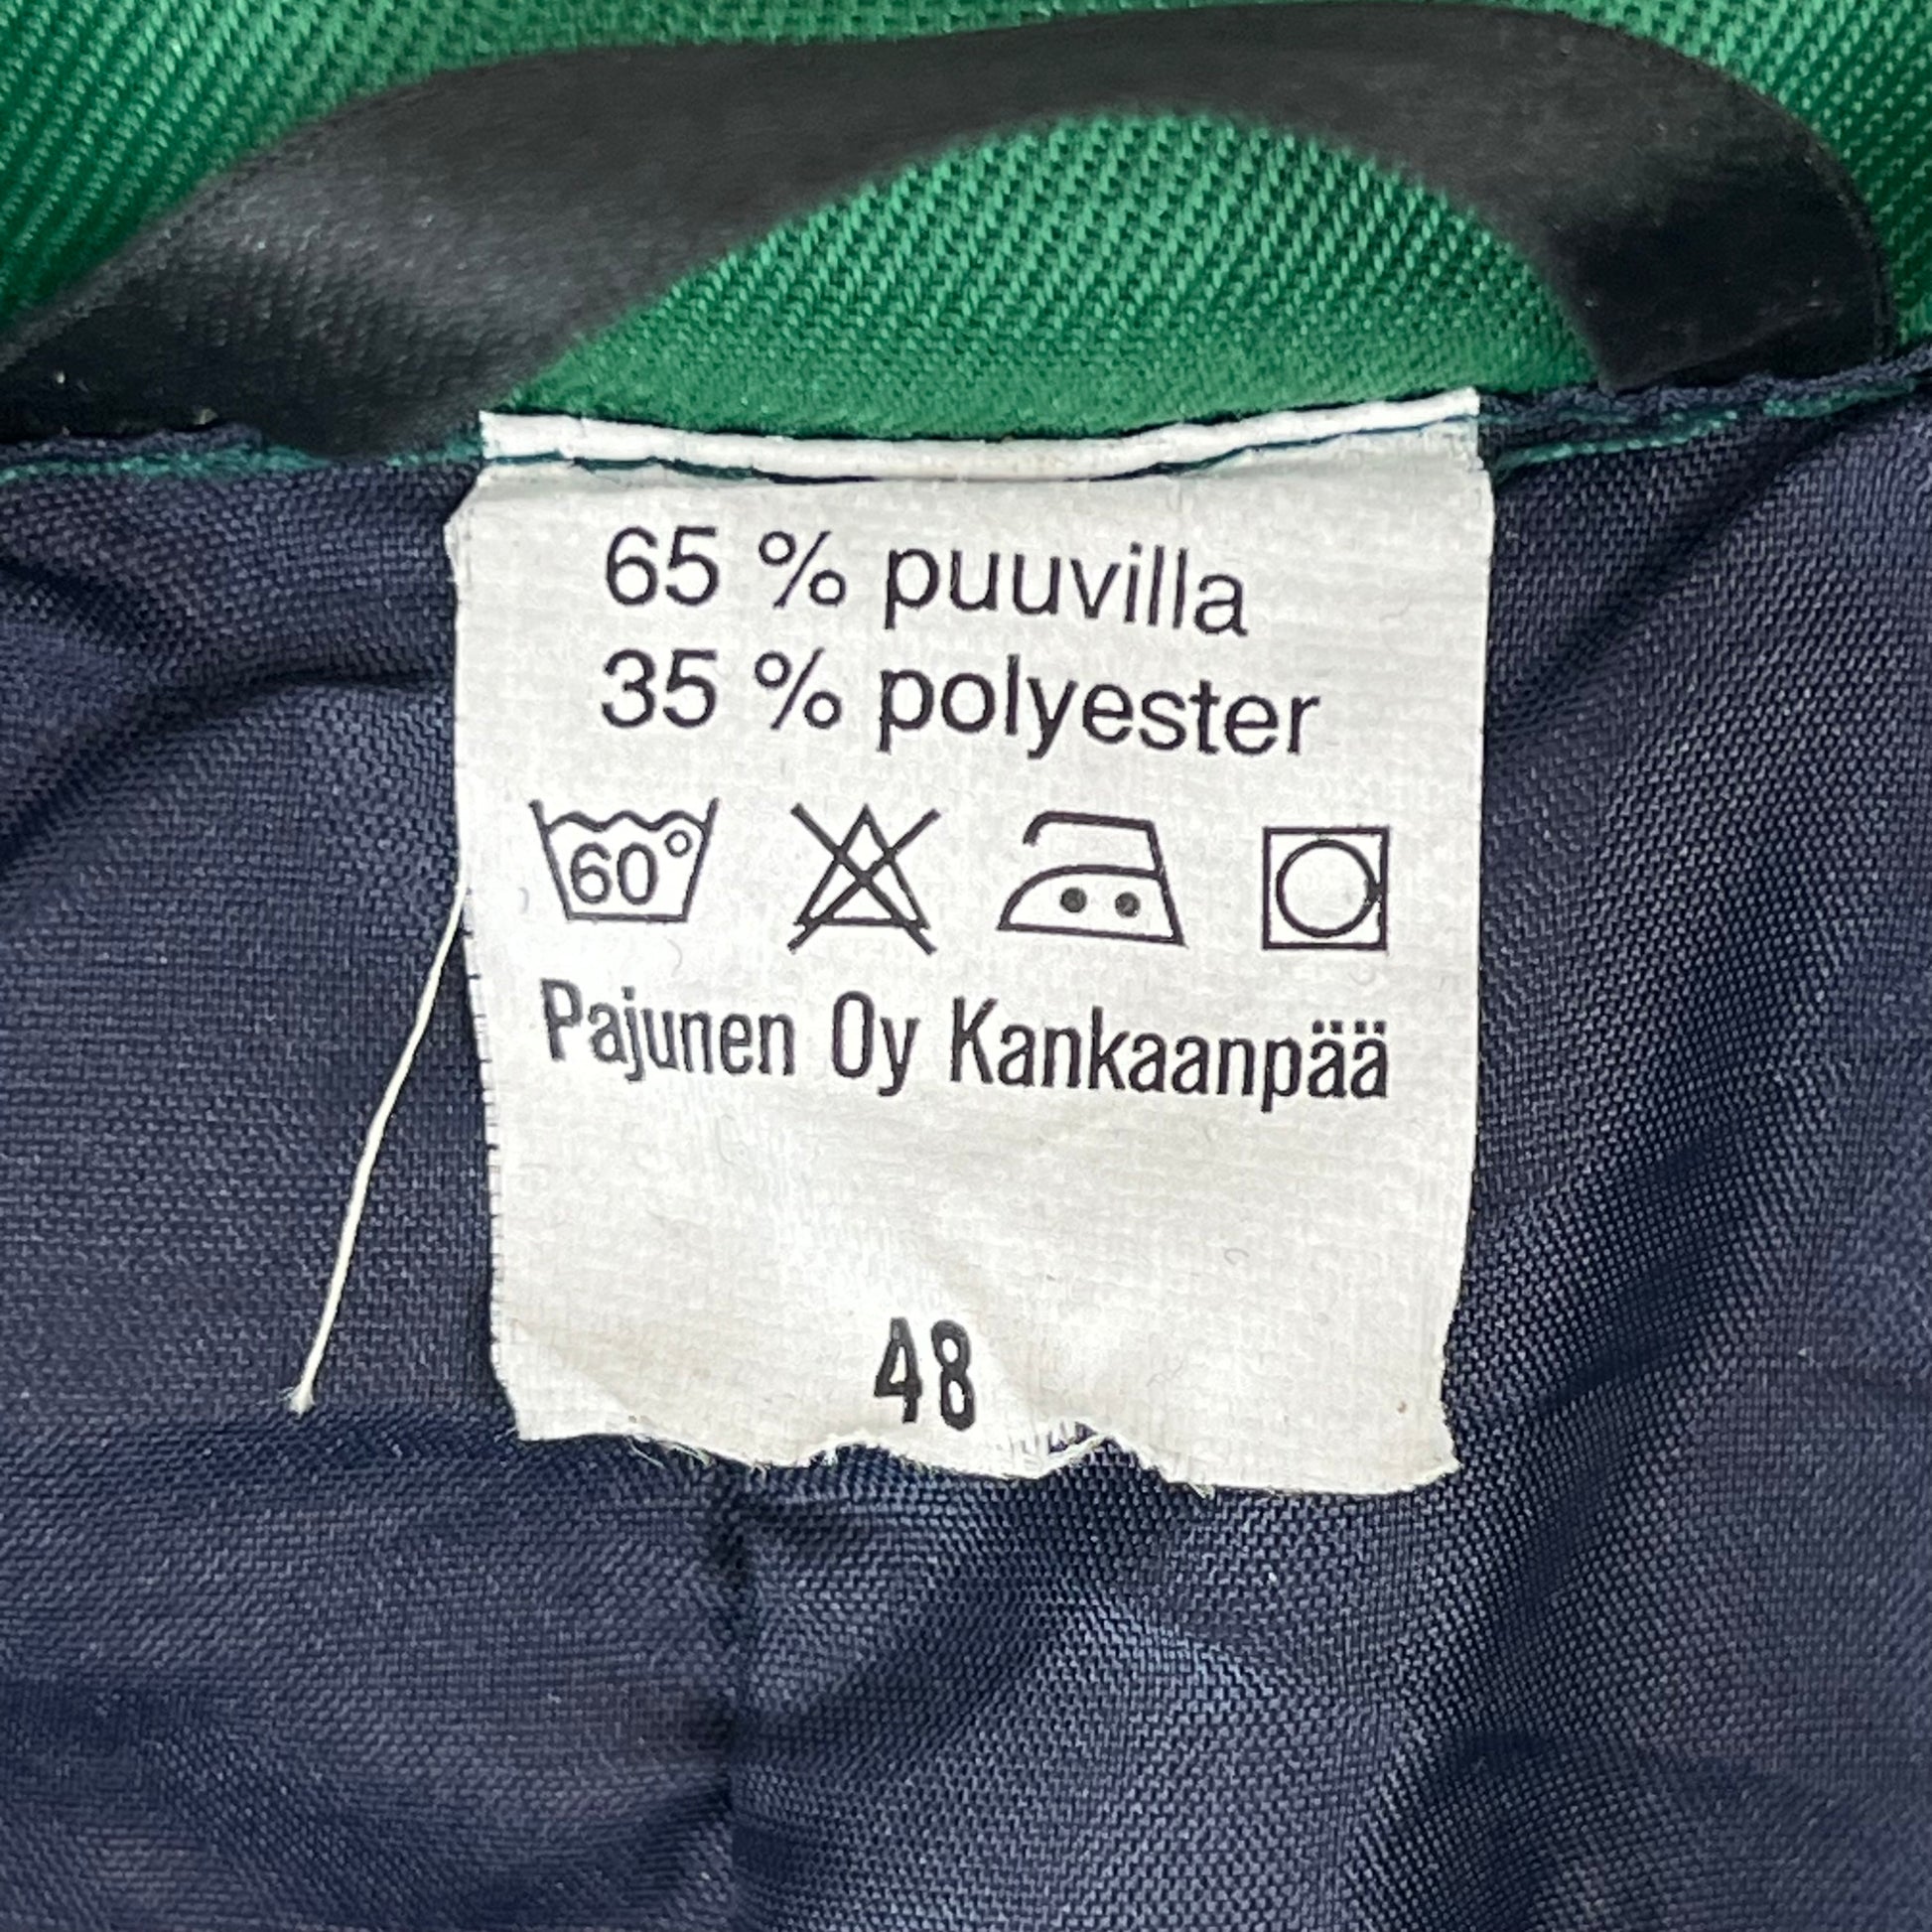 65 % puuvilla
35 % polyester
60°
Pajunen Oy Kankaanpää
48